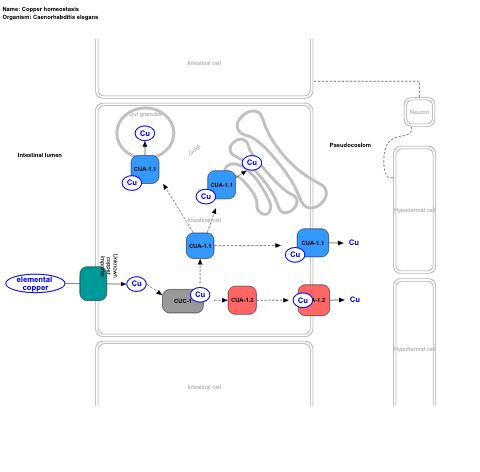 Name: Copper homeostasis
Organism: Caenorhabditis elegans
Intestinal cell
Gut granules
Neuron
Cu
Golgi
Pseudocoelom
Intestinal lumen
Cu
CUA-1.1
Cu
CUA-1.1
Cu
Hypodermal cell
Intestinal cell
CUA-1.1
CUA-1.1
Cu
Cu
Unknown
copper
importer
elemental
copper
Cu
Cu
CUC-1
CUA-1.2
Cu
A-1.2
Cu
Hypodermal cell
Intestinal cell